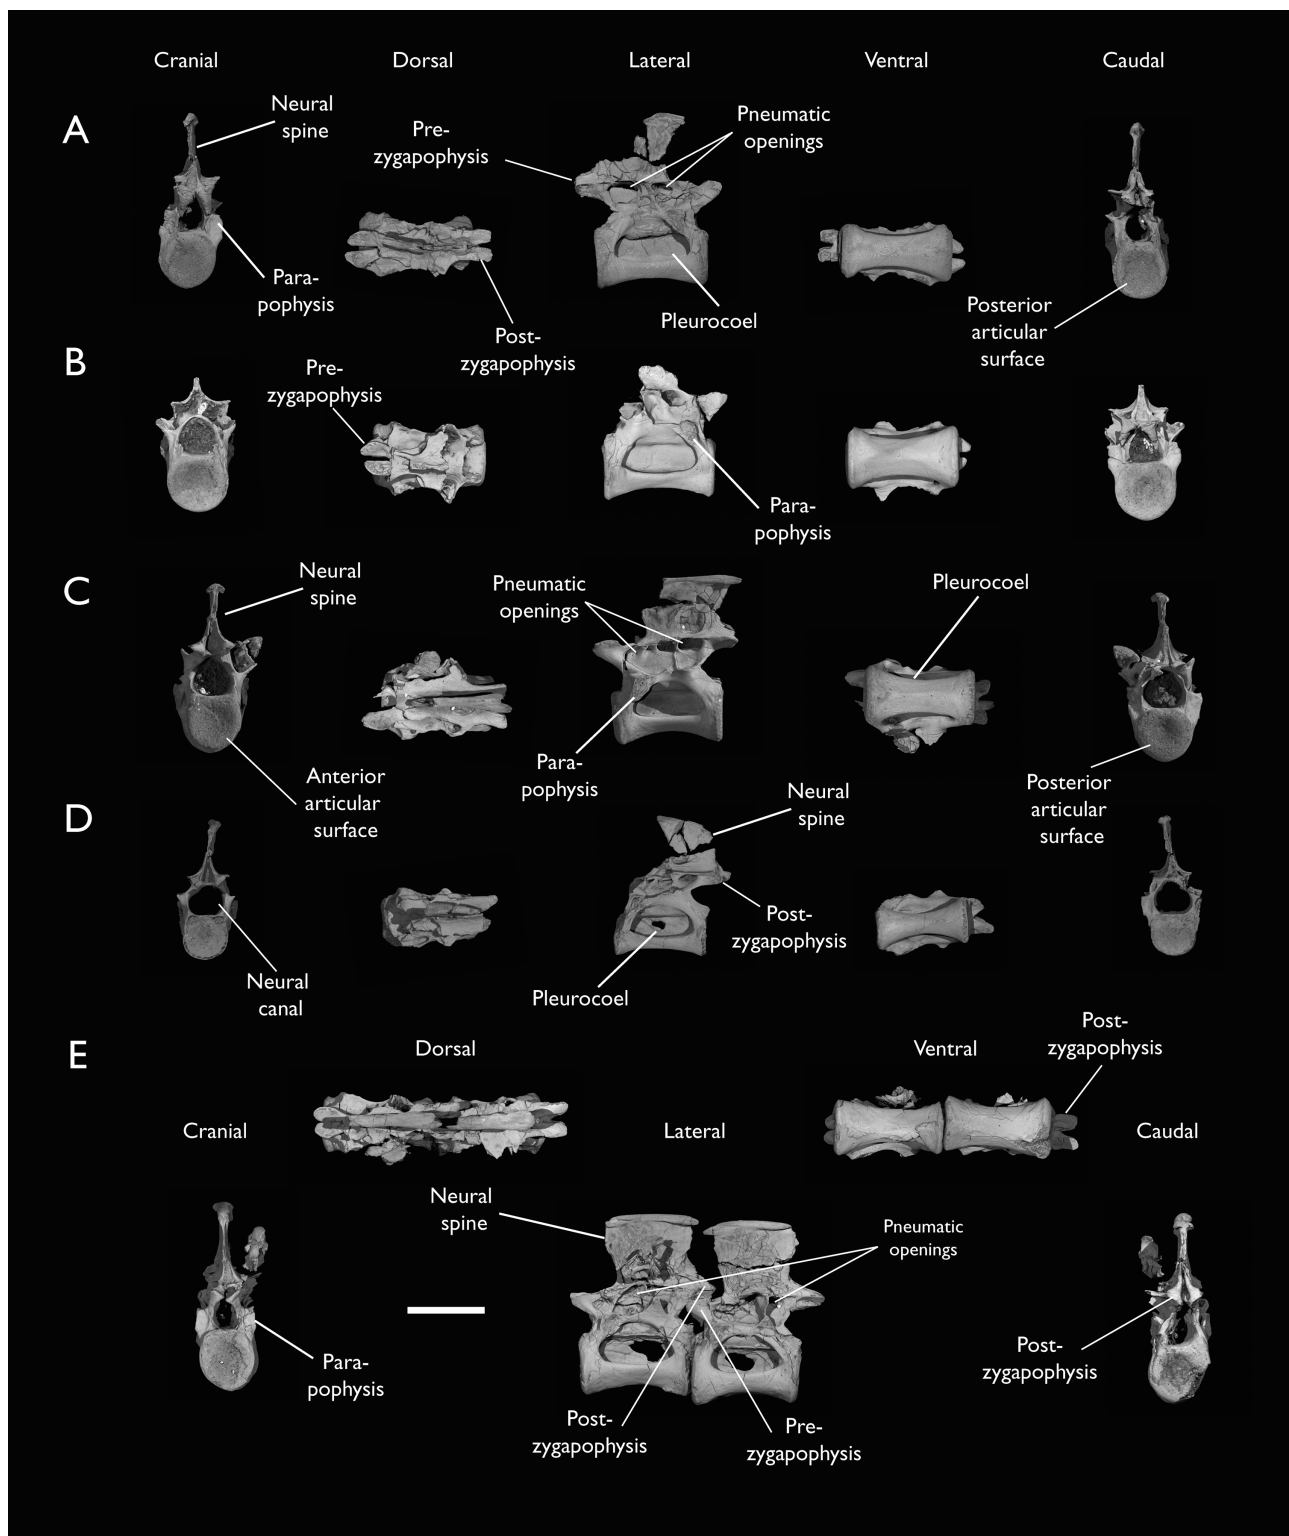 Cranial
Dorsal
Lateral
Ventral
Caudal
A
Neural
spine
Pre-
zygapophysis
Pneumatic
openings
Para-
pophysis
Post-
zygapophysis
Pleurocoel
Posterior
articular
surface
B
Pre-
zygapophysis
Para-
pophysis
C
Neural
spine
Pneumatic
openings
Pleurocoel
Anterior
articular
surface
Para-
pophysis
Posterior
articular
surface
D
Neural
spine
Post-
zygapophysis
Neural
canal
Pleurocoel
E
Dorsal
Ventral
Post-
zygapophysis
Cranial
Lateral
Caudal
Neural
spine
Pneumatic
openings
Para-
pophysis
Post-
zygapophysis
Pre-
zygapophysis
Post-
zygapophysis